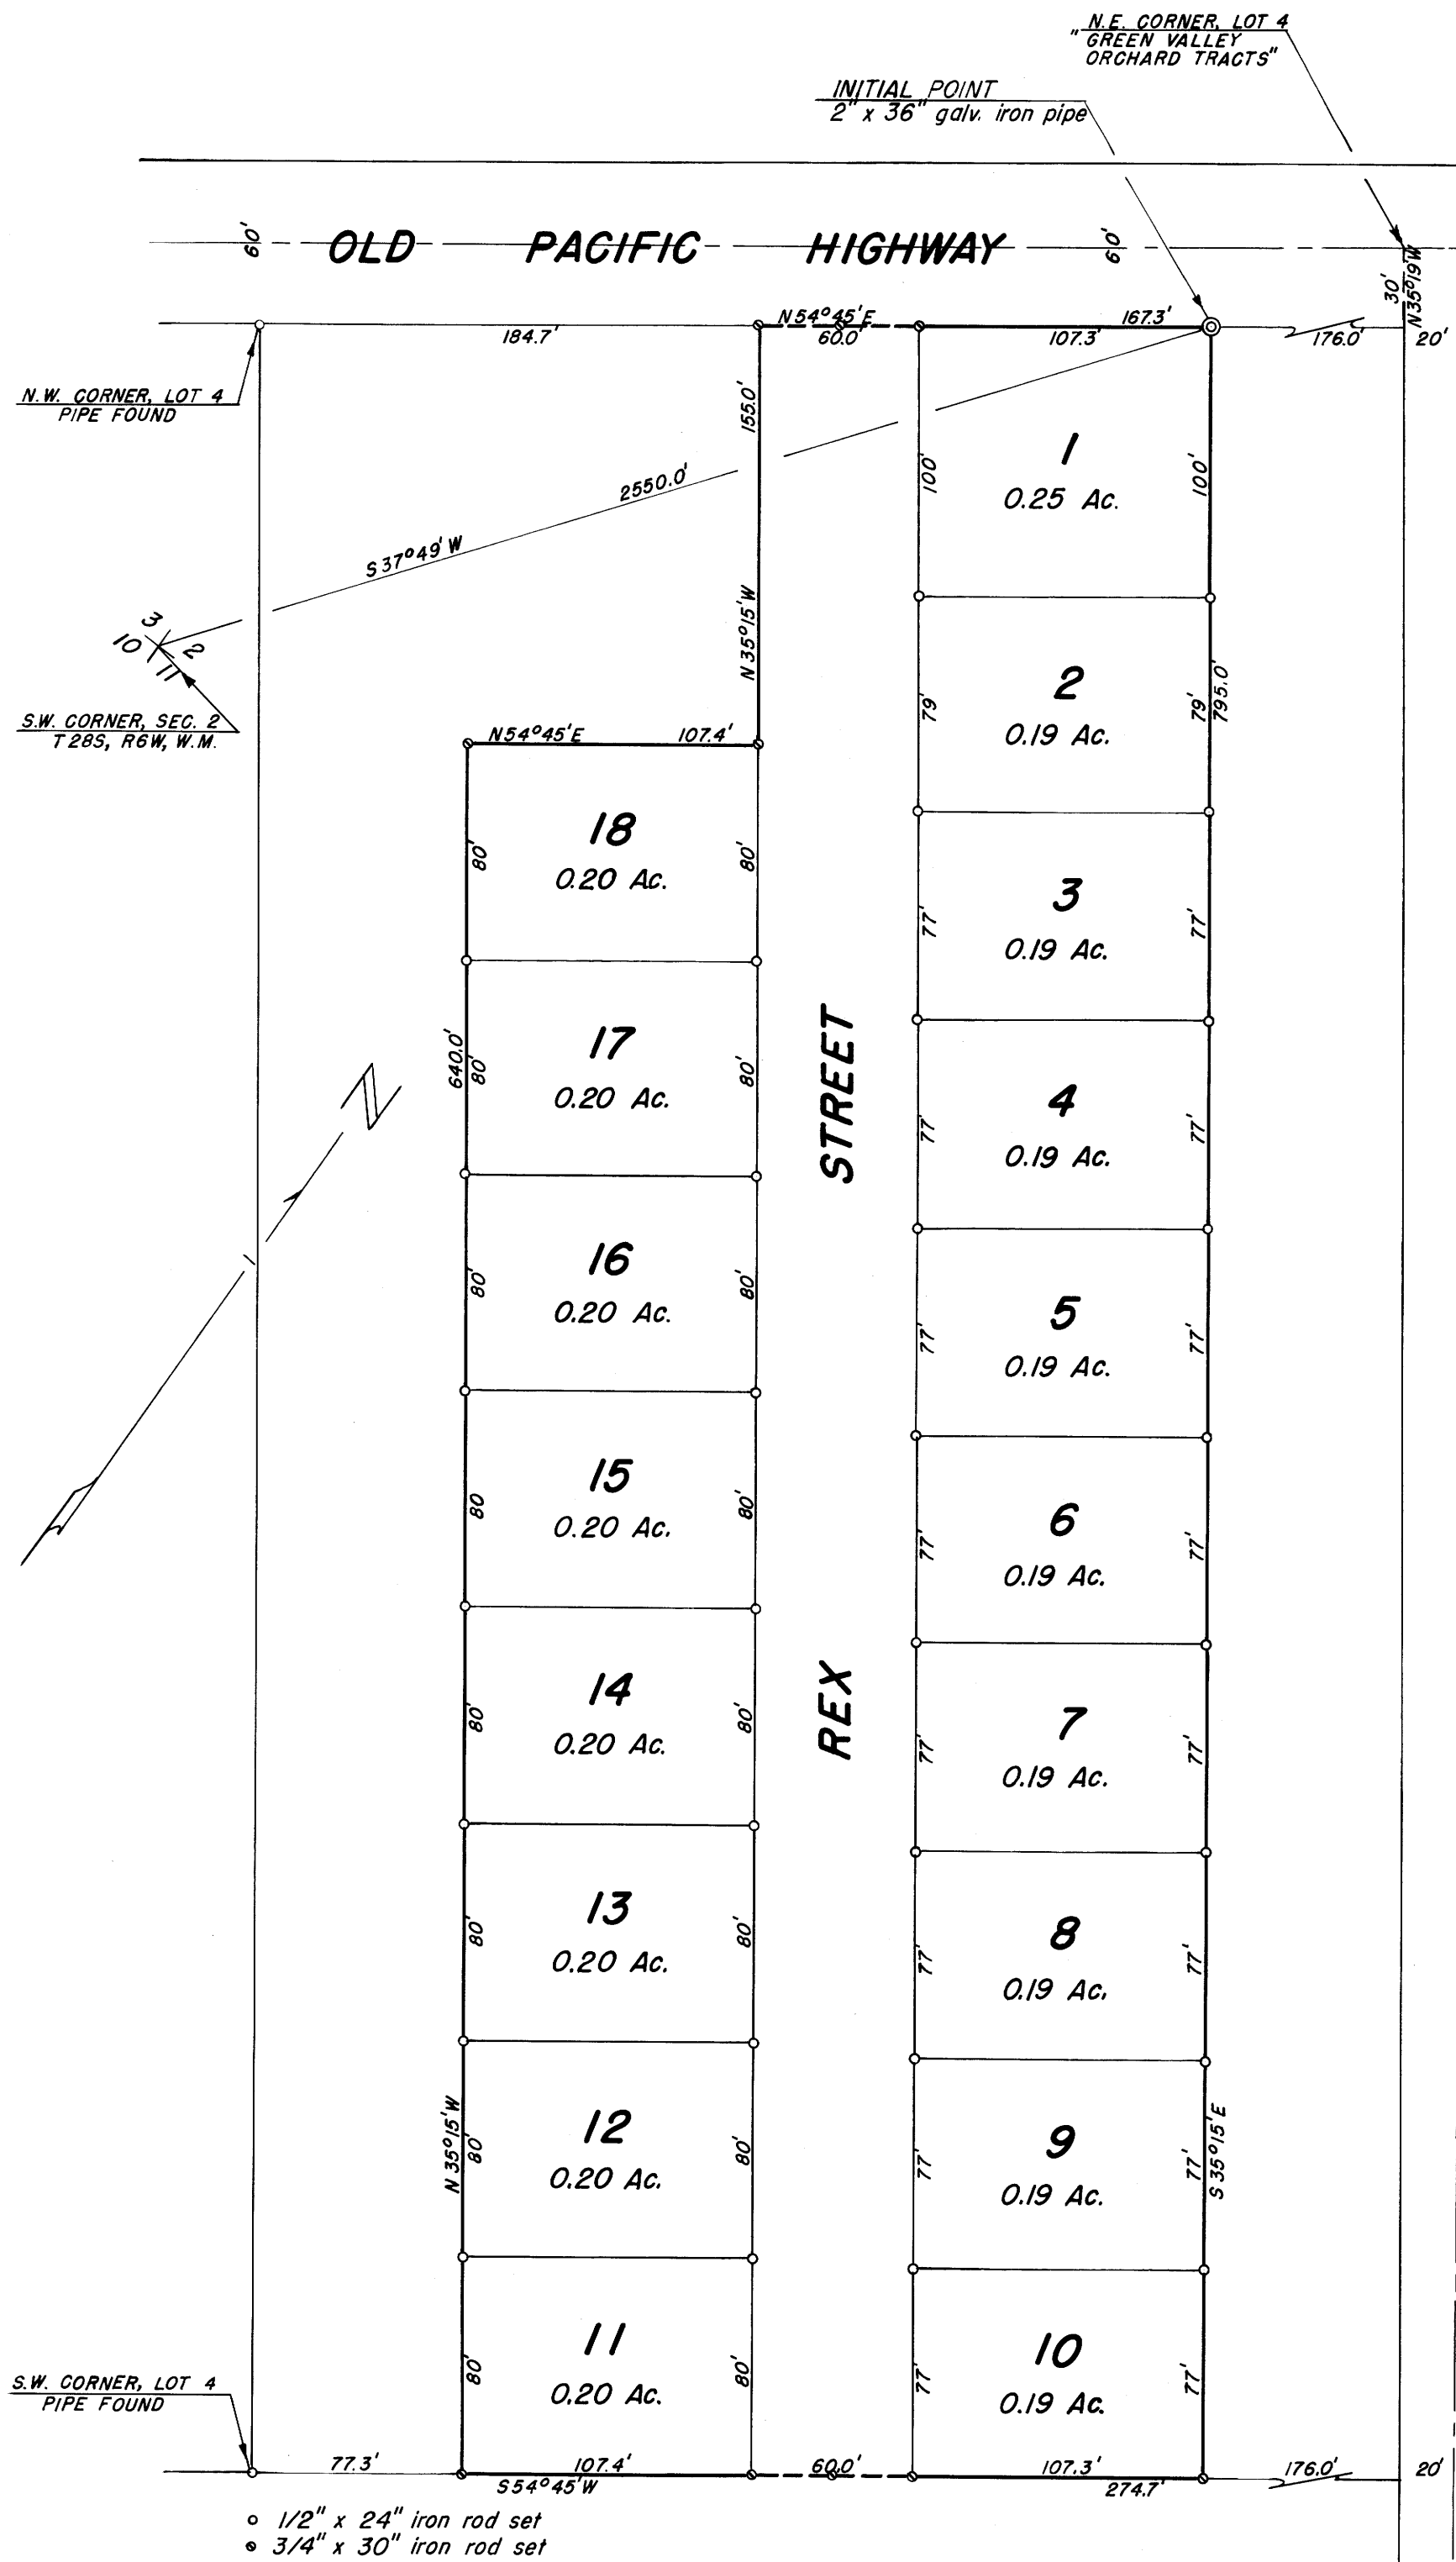 N.E. CORNER, LOT 4
"GREEN VALLEY
ORCHARD TRACTS"
INITIAL POINT
2" x 36" galv. iron pipe
60'
OLD PACIFIC HIGHWAY
60'
30'
N35°19'W
184.7'
N54°45'E
60.0'
167.3'
107.3'
176.0'
20'
N.W. CORNER, LOT 4
PIPE FOUND
155.0'
N35°15'W
2550.0'
S37°49'W
3
10
2
11
S.W. CORNER, SEC. 2
T28S, R6W, W.M.
100'
1
0.25 Ac.
100'
79'
2
0.19 Ac.
79'
795.0'
N54°45'E
107.4'
80'
18
0.20 Ac.
80'
77'
3
0.19 Ac.
77'
640.0'
80'
17
0.20 Ac.
80'
STREET
77'
4
0.19 Ac.
77'
N
80'
16
0.20 Ac.
80'
77'
5
0.19 Ac.
77'
80
15
0.20 Ac.
80'
77'
6
0.19 Ac.
77'
80'
14
0.20 Ac.
80'
REX
77'
7
0.19 Ac.
77'
80'
13
0.20 Ac.
80'
77'
8
0.19 Ac.
77'
N35°15'W
80'
12
0.20 Ac.
80'
77'
9
0.19 Ac.
77'
S35°15'E
80'
11
0.20 Ac.
80'
77'
10
0.19 Ac.
77'
S.W. CORNER, LOT 4
PIPE FOUND
77.3'
107.4'
S54°45'W
60.0'
107.3'
274.7'
176.0'
20'
1/2" x 24" iron rod set
3/4" x 30" iron rod set